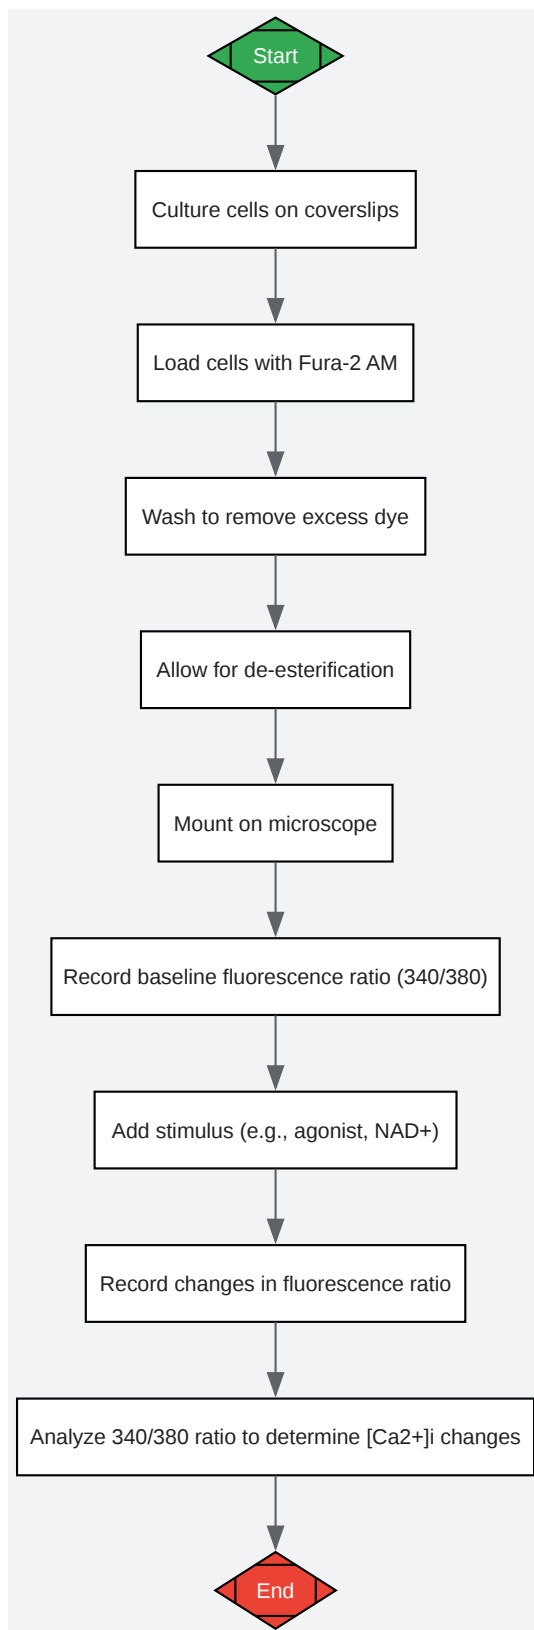 Start
Culture cells on coverslips
Load cells with Fura-2 AM
Wash to remove excess dye
Allow for de-esterification
Mount on microscope
Record baseline fluorescence ratio (340/380)
Add stimulus (e.g., agonist, NAD+)
Record changes in fluorescence ratio
Analyze 340/380 ratio to determine [Ca2+]i changes
End